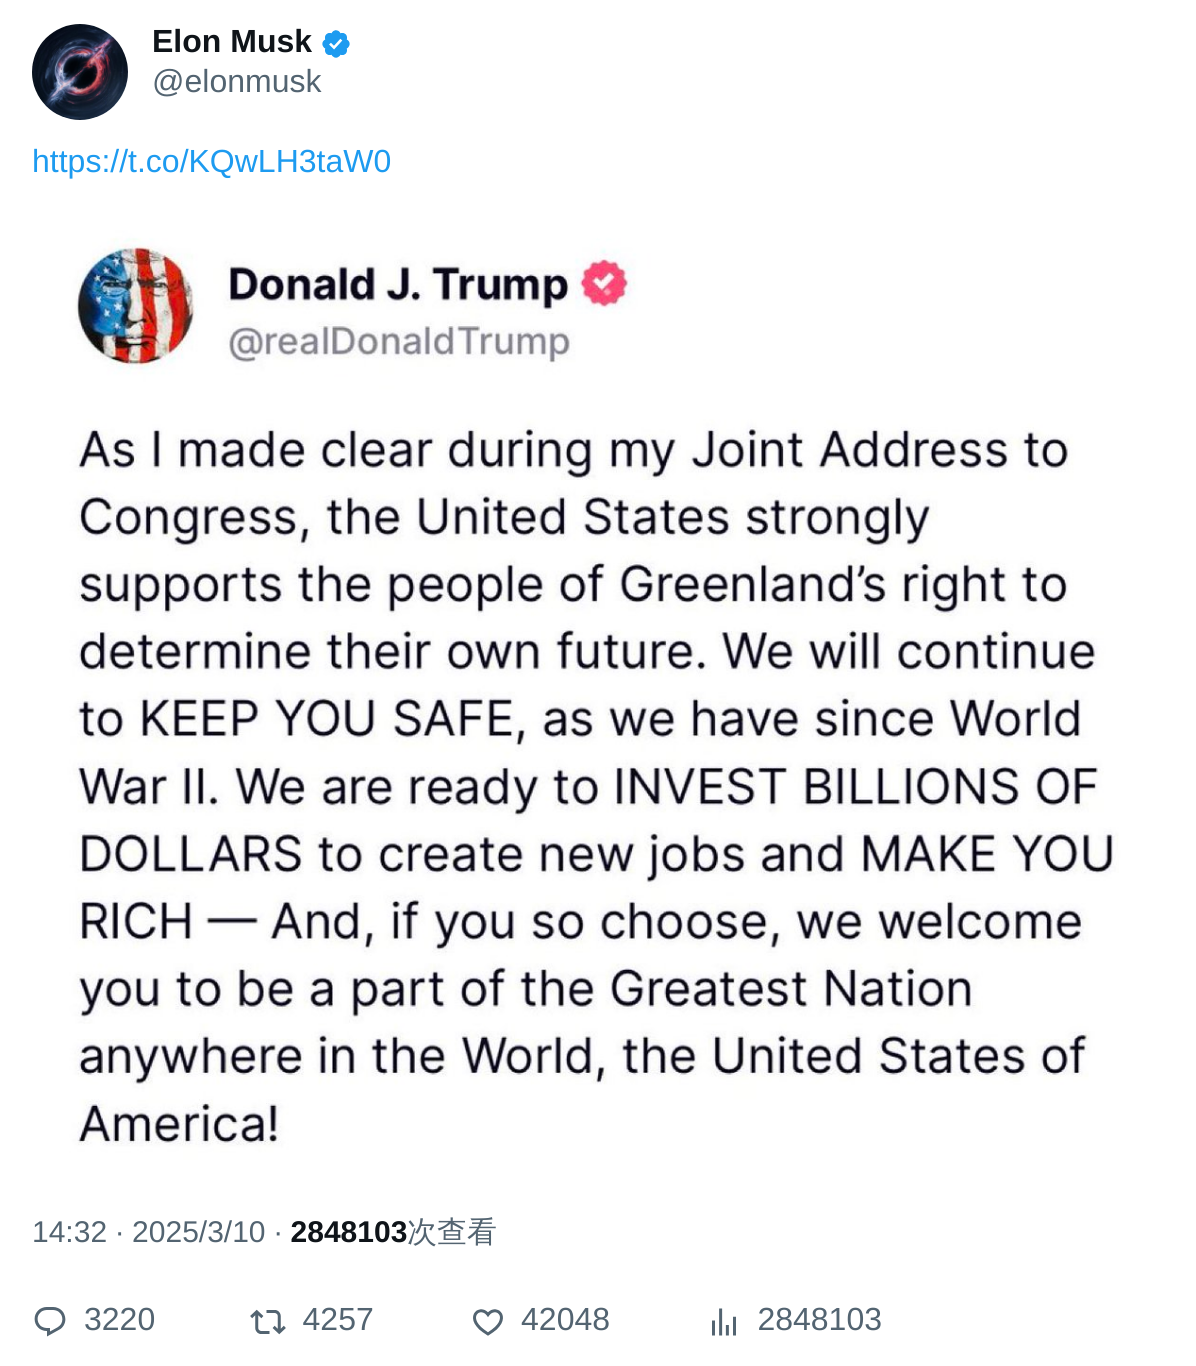 Elon Musk
@elonmusk
https://t.co/KQwLH3taW0
Donald J. Trump
@realDonaldTrump
As I made clear during my Joint Address to
Congress, the United States strongly
supports the people of Greenland’s right to
determine their own future. We will continue
to KEEP YOU SAFE, as we have since World
War II. We are ready to INVEST BILLIONS OF
DOLLARS to create new jobs and MAKE YOU
RICH — And, if you so choose, we welcome
you to be a part of the Greatest Nation
anywhere in the World, the United States of
America!
14:32 · 2025/3/10 · 2848103次查看
3220 4257 42048 2848103